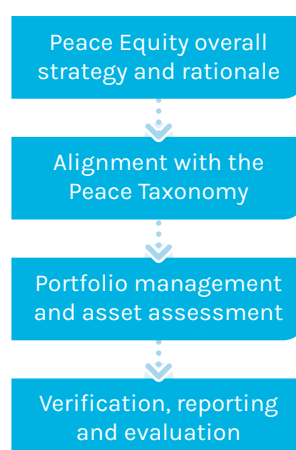 Peace Equity overall
strategy and rationale
Alignment with the
Peace Taxonomy
Portfolio management
and asset assessment
Verification, reporting
and evaluation